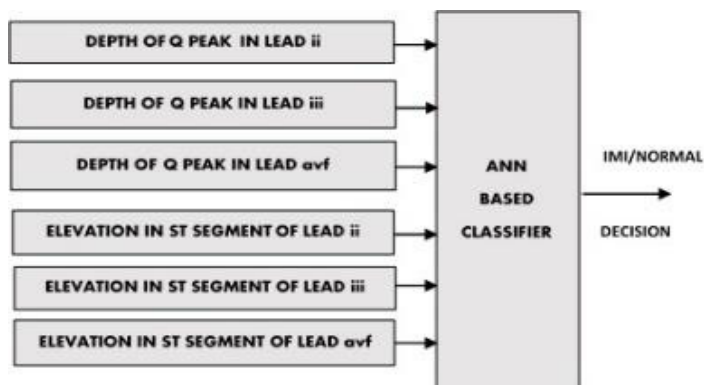 DEPTH OF Q PEAK IN LEAD ii
DEPTH OF Q PEAK IN LEAD iii
DEPTH OF Q PEAK IN LEAD avf
ELEVATION IN ST SEGMENT OF LEAD ii
ELEVATION IN ST SEGMENT OF LEAD iii
ELEVATION IN ST SEGMENT OF LEAD avf
ANN
BASED
CLASSIFIER
IMI/NORMAL
DECISION